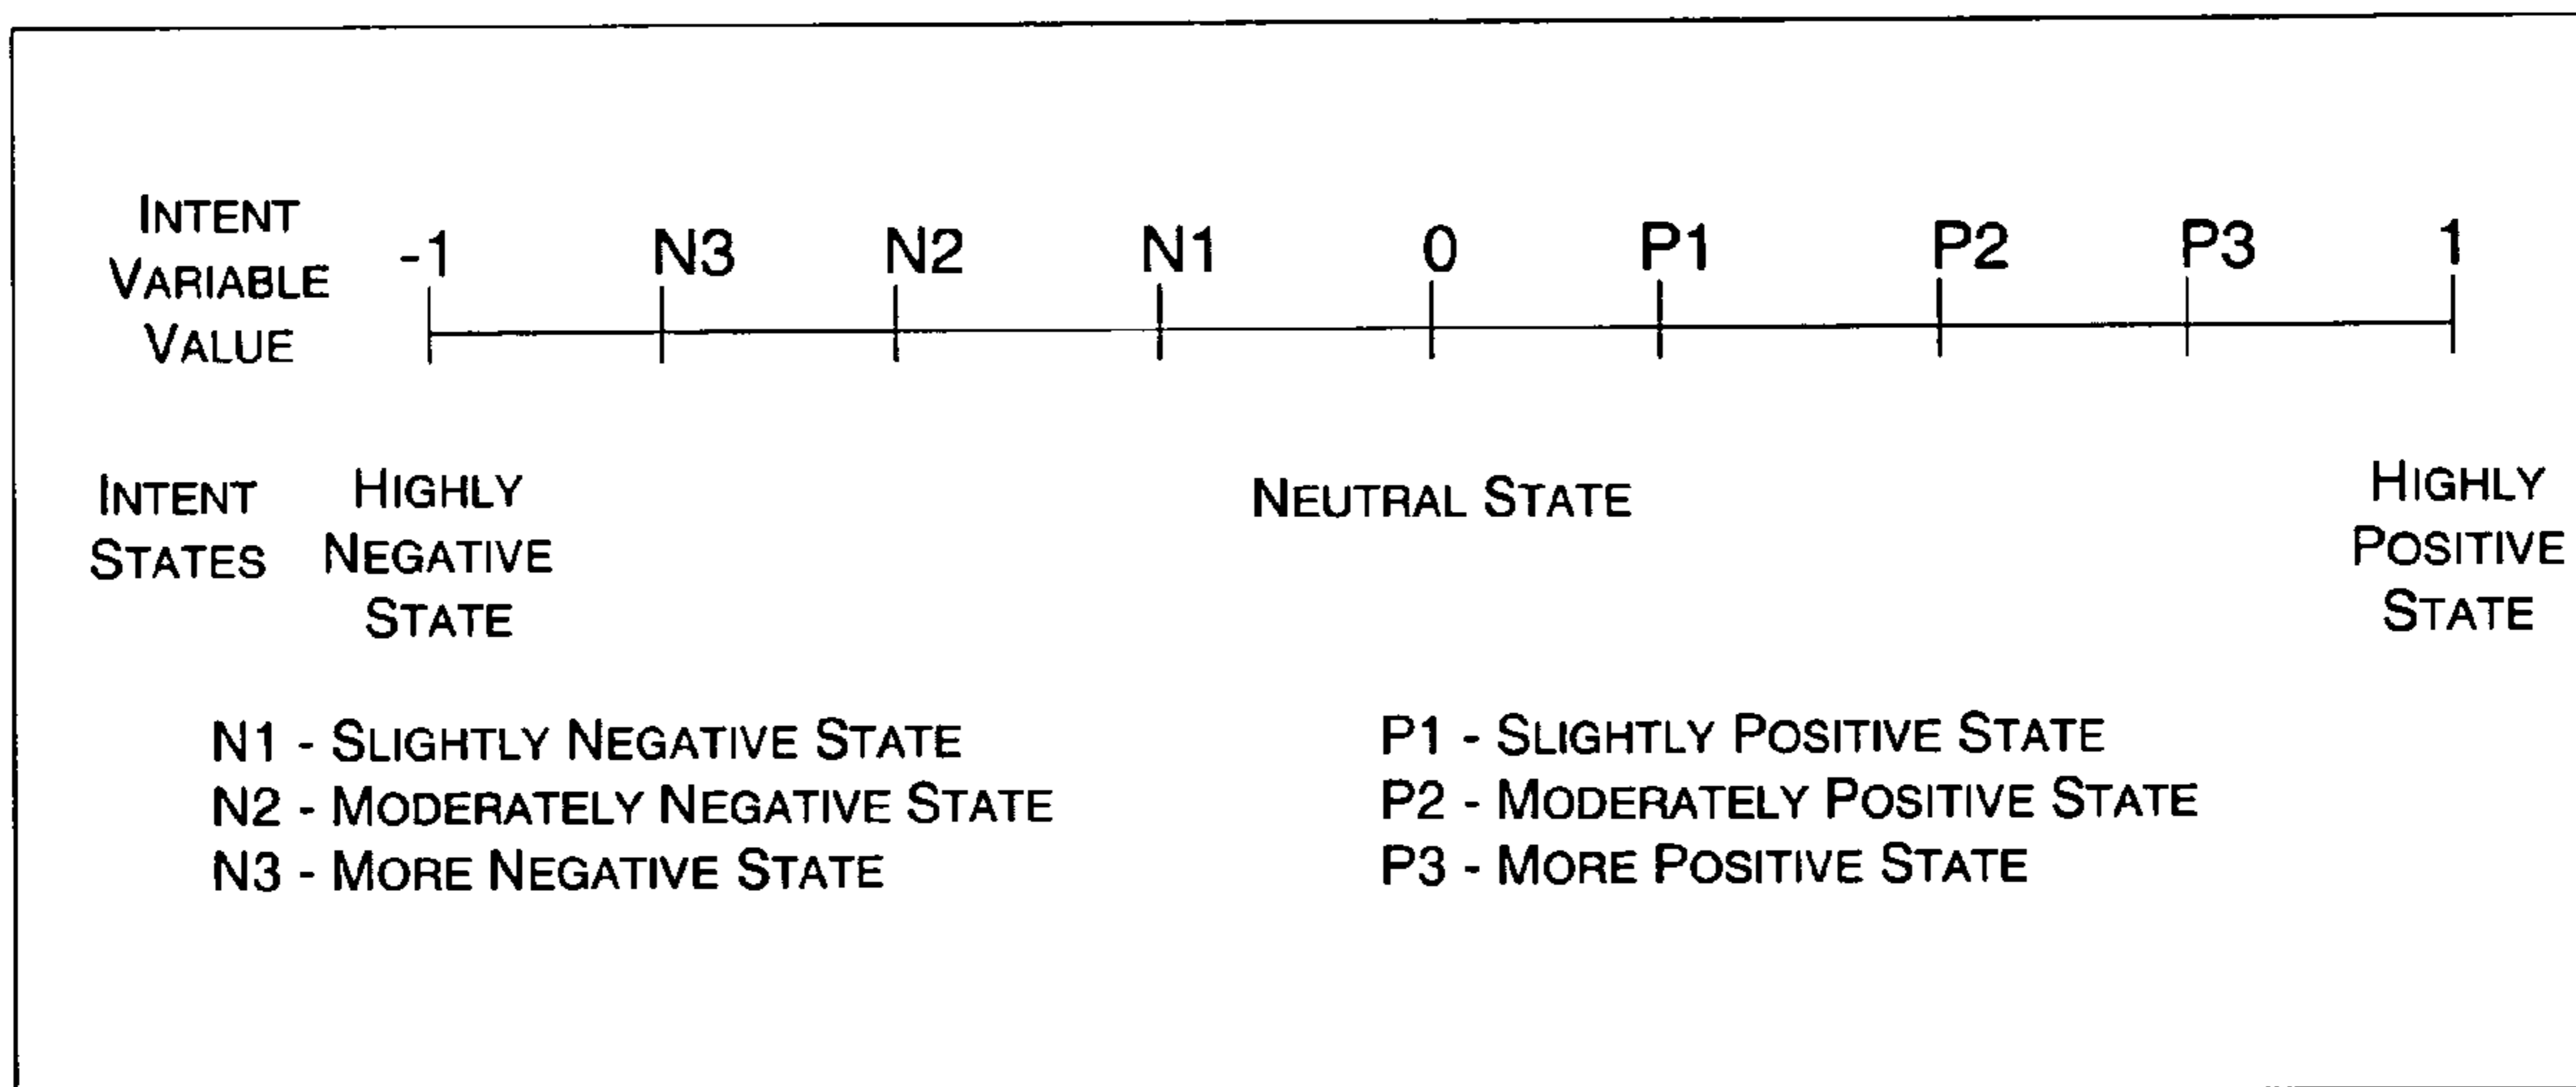 INTENT
VARIABLE
VALUE
-1 N3 N2 N1 0 P1 P2 P3 1
INTENT
STATES
HIGHLY
NEGATIVE
STATE
NEUTRAL STATE
HIGHLY
POSITIVE
STATE
N1 - SLIGHTLY NEGATIVE STATE
N2 - MODERATELY NEGATIVE STATE
N3 - MORE NEGATIVE STATE
P1 - SLIGHTLY POSITIVE STATE
P2 - MODERATELY POSITIVE STATE
P3 - MORE POSITIVE STATE